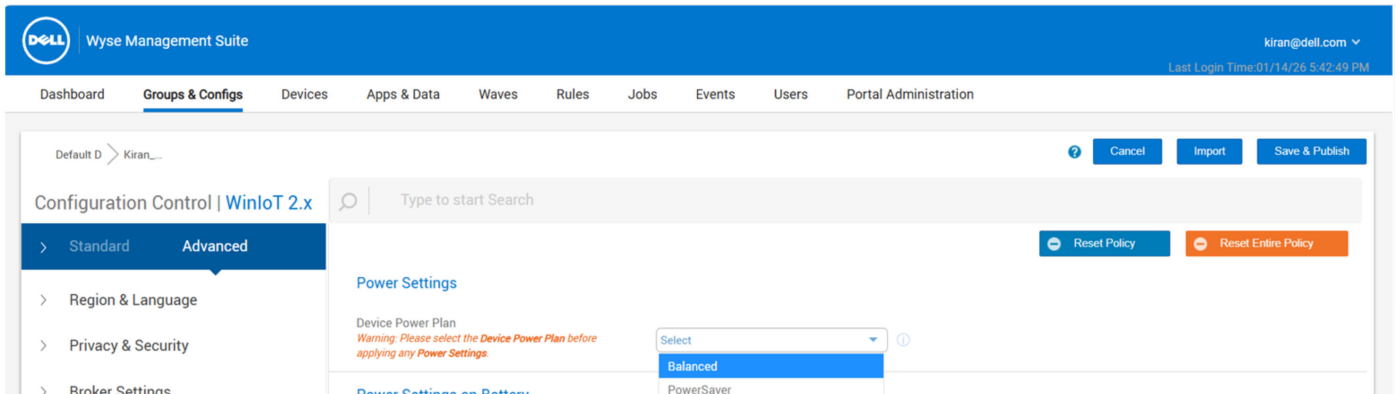 DELL
Wyse Management Suite
kiran@dell.com
Last Login Time:01/14/26 5:42:49 PM
Dashboard Groups & Configs Devices Apps & Data Waves Rules Jobs Events Users Portal Administration
Default D Kiran_...
? Cancel Import Save & Publish
Configuration Control | WinIoT 2.x
Type to start Search
Standard Advanced
Reset Policy Reset Entire Policy
Power Settings
Region & Language
Device Power Plan
Warning: Please select the Device Power Plan before
applying any Power Settings.
Select
Privacy & Security
Balanced
Broker Settings
Power Settings on Battery
PowerSaver